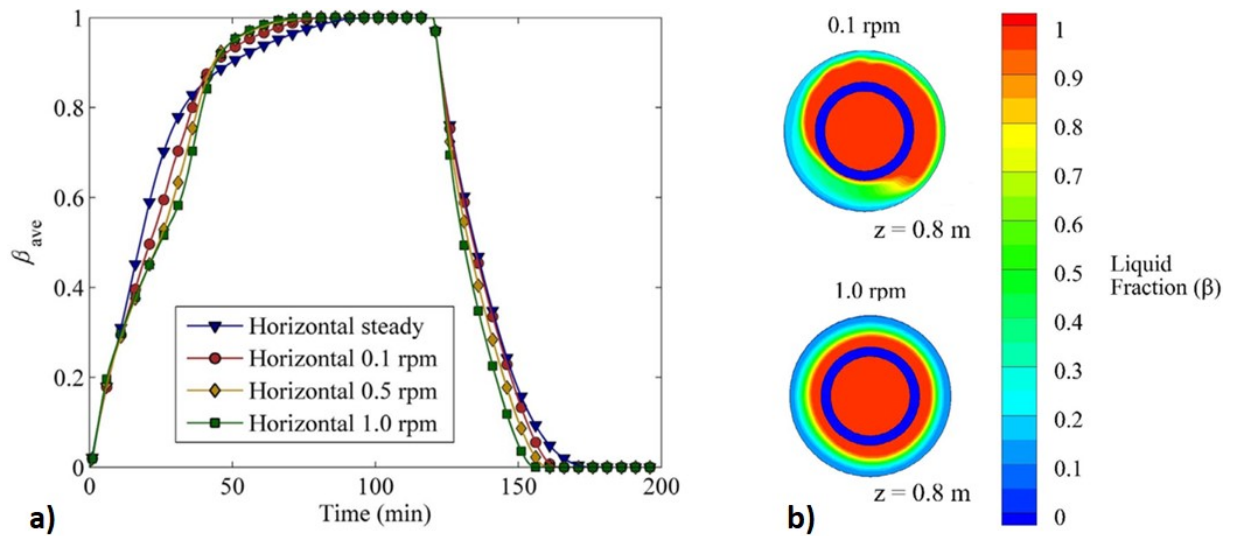 1
0.8
0.6
0.4
0.2
0
β ave
0
50
100
150
200
Time (min)
Horizontal steady
Horizontal 0.1 rpm
Horizontal 0.5 rpm
Horizontal 1.0 rpm
a)
0.1 rpm
z = 0.8 m
1.0 rpm
z = 0.8 m
b)
1
0.9
0.8
0.7
0.6
0.5
0.4
0.3
0.2
0.1
0
Liquid
Fraction (β)